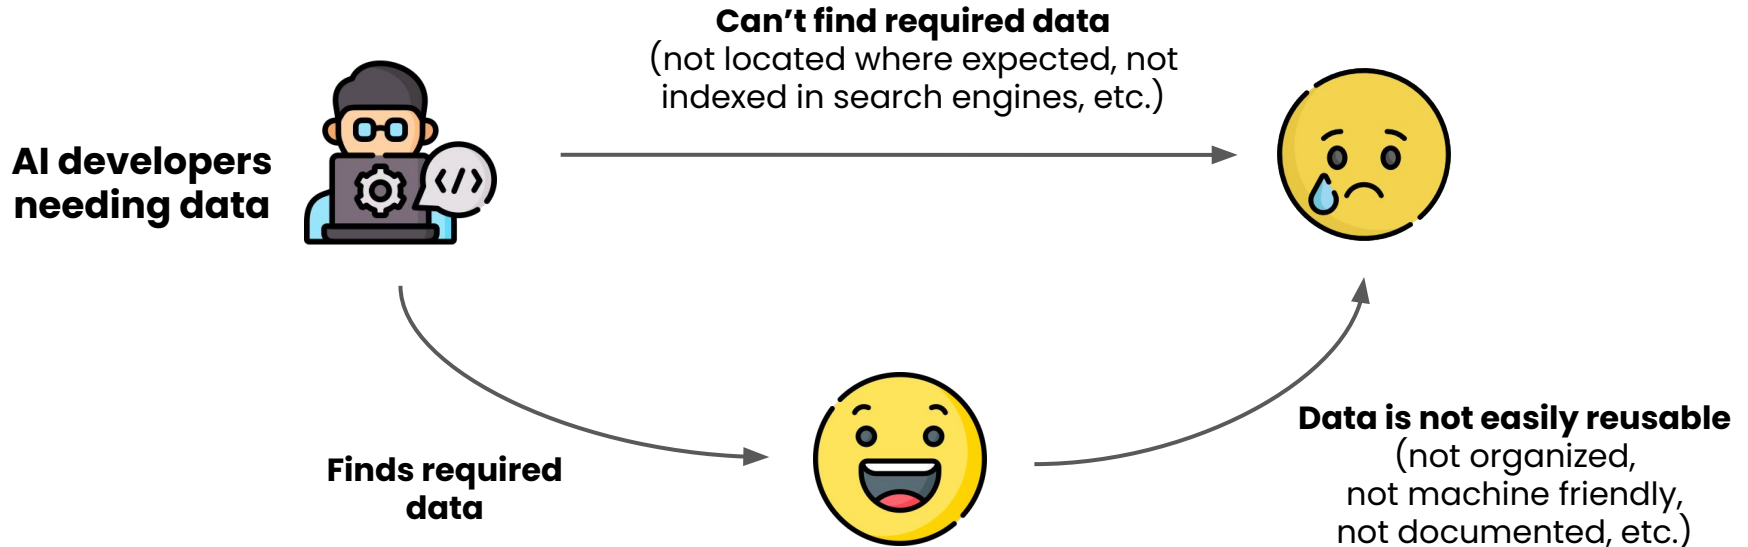 Can’t find required data
(not located where expected, not
indexed in search engines, etc.)
AI developers
needing data
</>
Finds required
data
Data is not easily reusable
(not organized,
not machine friendly,
not documented, etc.)